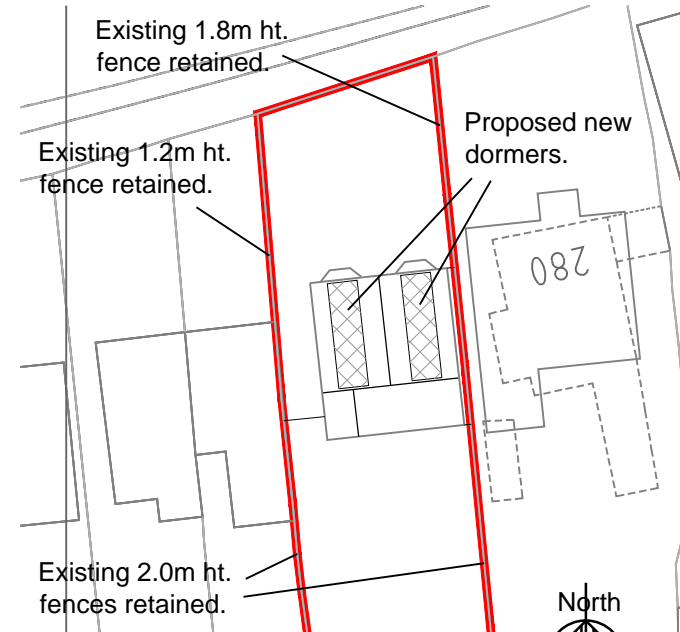 Existing 1.8m ht.
fence retained.
Proposed new
dormers.
Existing 1.2m ht.
fence retained.
280
Existing 2.0m ht.
fences retained.
North